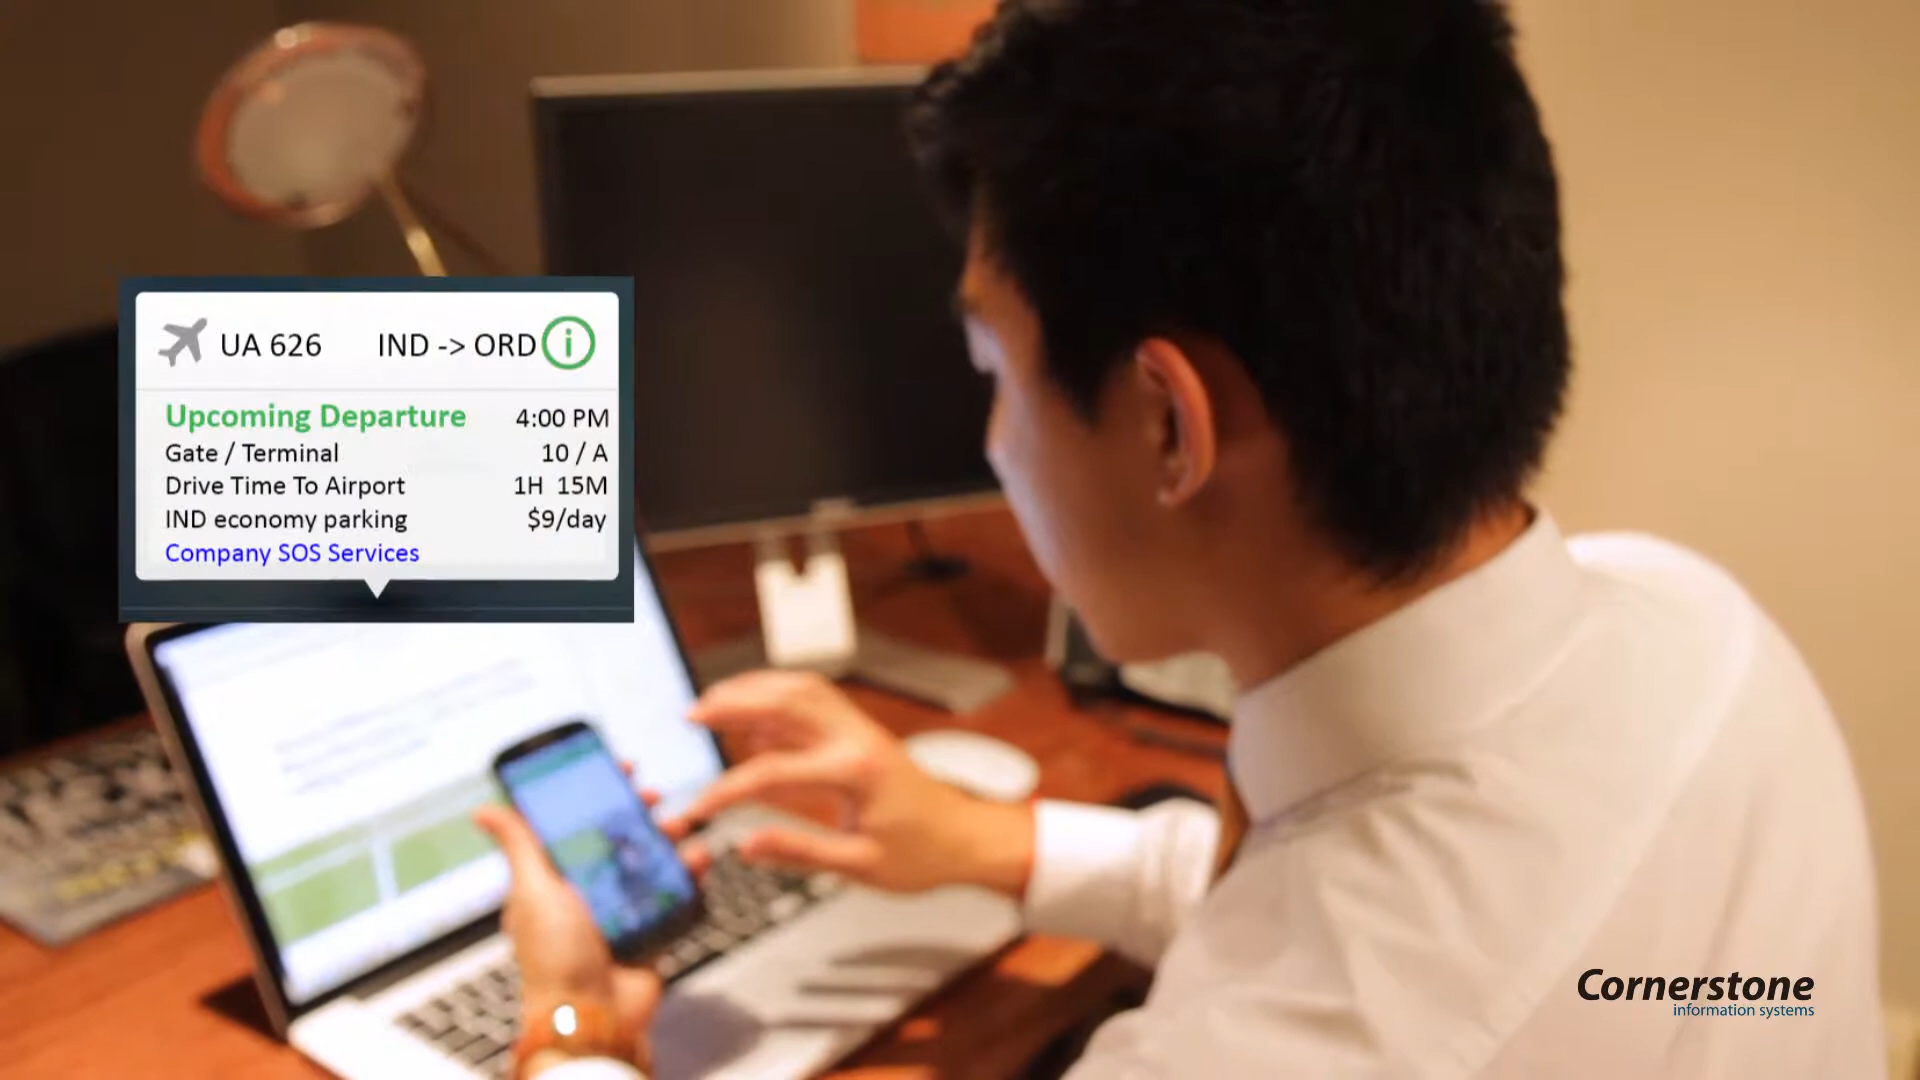 UA 626 IND -> ORD i
Upcoming Departure 4:00 PM
Gate / Terminal 10 / A
Drive Time To Airport 1H 15M
IND economy parking $9/day
Company SOS Services
Cornerstone
information systems